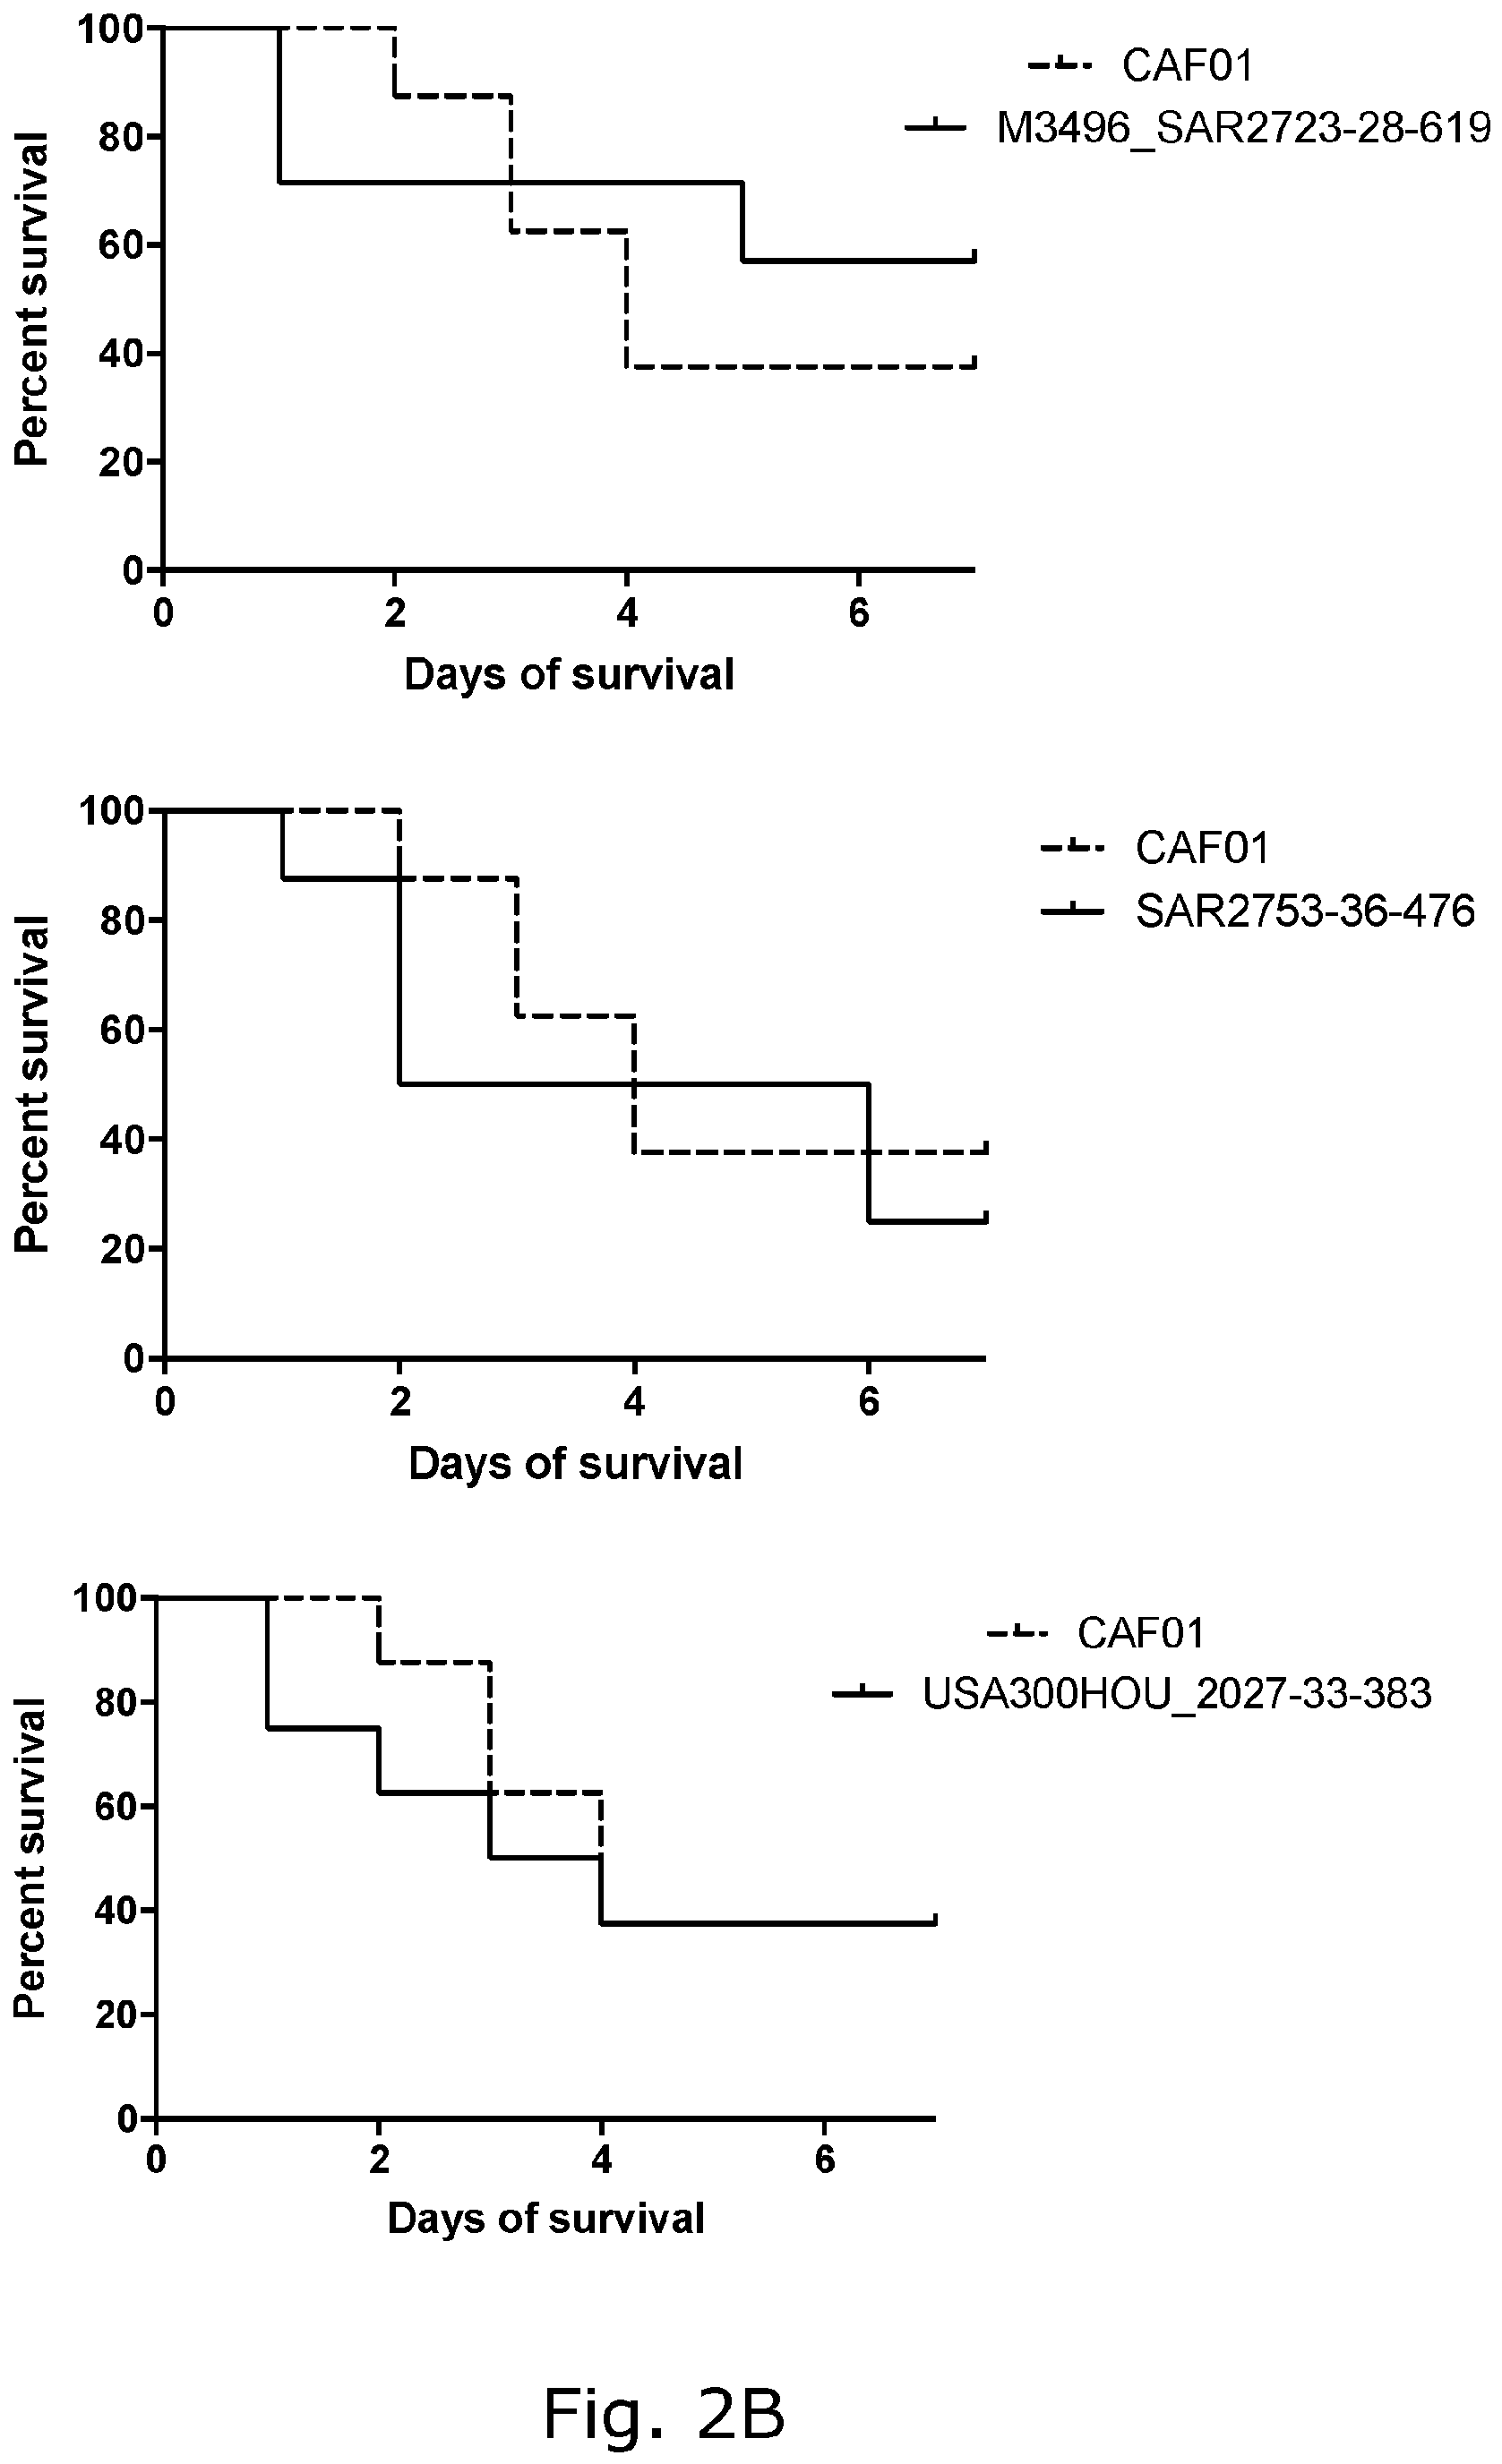 Percent survival
100
80
60
40
20
0
0 2 4 6
Days of survival
CAF01
M3496_SAR2723-28-619
Percent survival
100
80
60
40
20
0
0 2 4 6
Days of survival
CAF01
SAR2753-36-476
Percent survival
100
80
60
40
20
0
0 2 4 6
Days of survival
CAF01
USA300HOU_2027-33-383
Fig. 2B